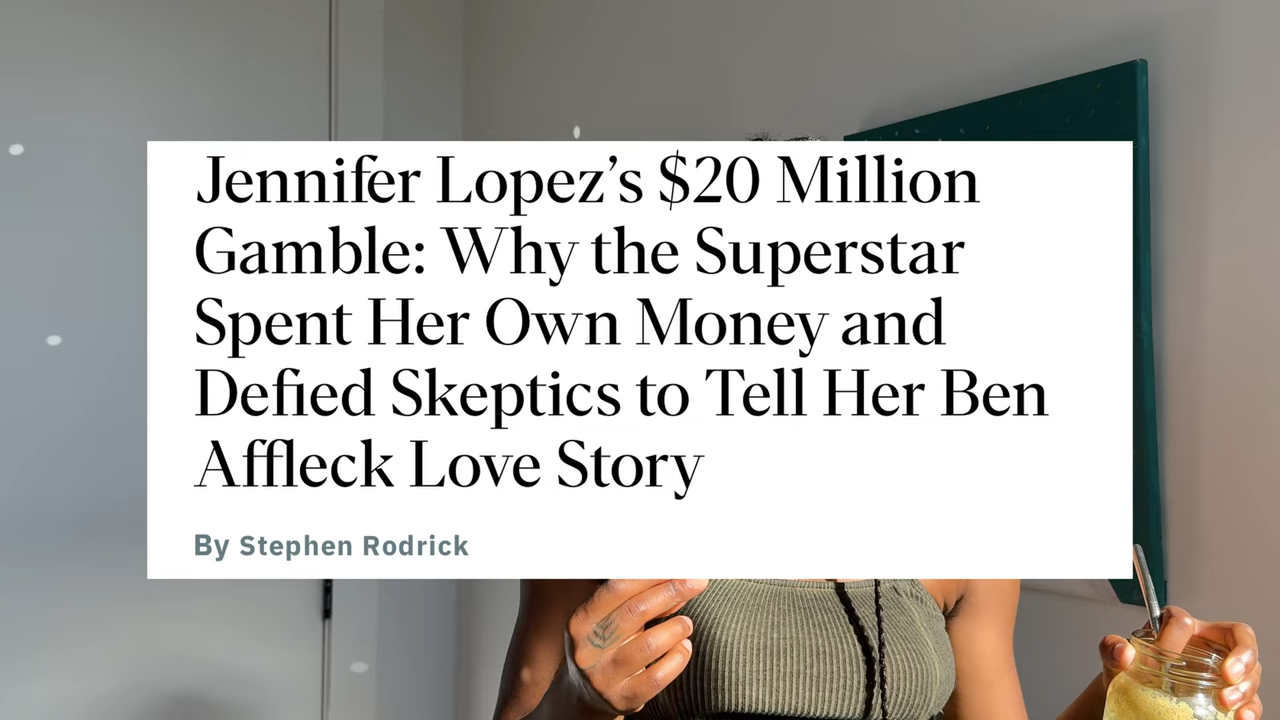 Jennifer Lopez’s $20 Million
Gamble: Why the Superstar
Spent Her Own Money and
Defied Skeptics to Tell Her Ben
Affleck Love Story
By Stephen Rodrick